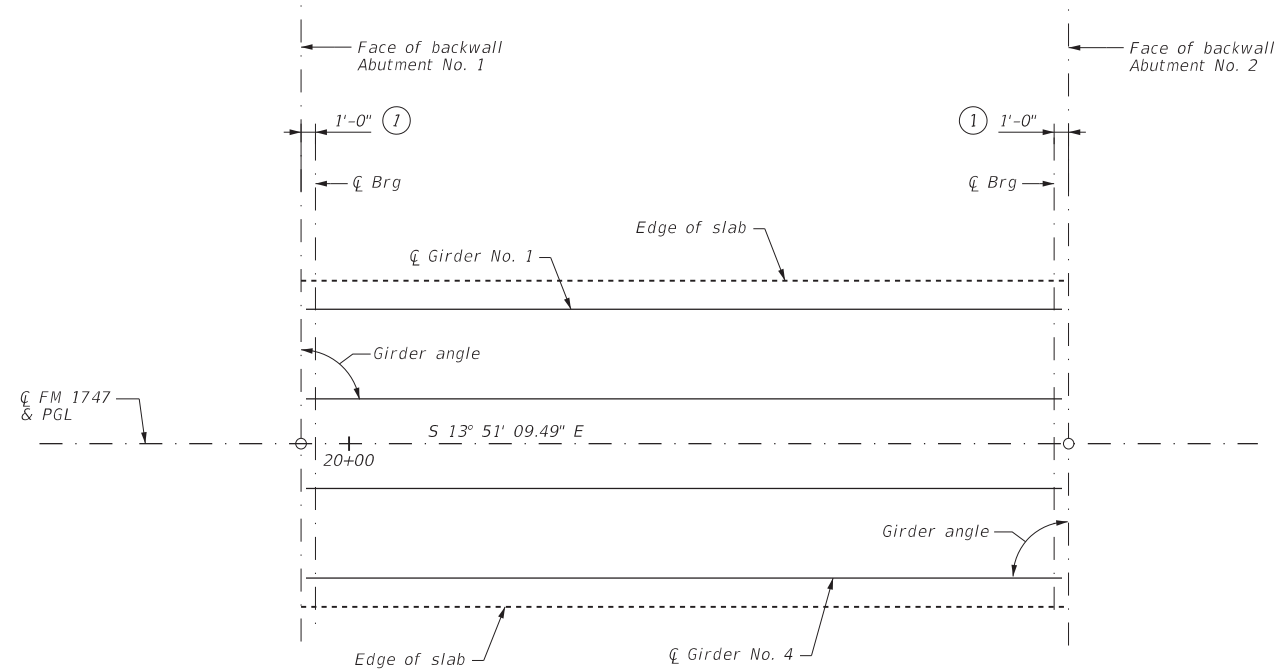 Face of backwall
Abutment No. 1
Face of backwall
Abutment No. 2
1'-0" 1
1 1'-0"
℄ Brg
℄ Brg
Edge of slab
℄ Girder No. 1
Girder angle
℄ FM 1747
& PGL
S 13° 51' 09.49" E
20+00
Girder angle
Edge of slab
℄ Girder No. 4